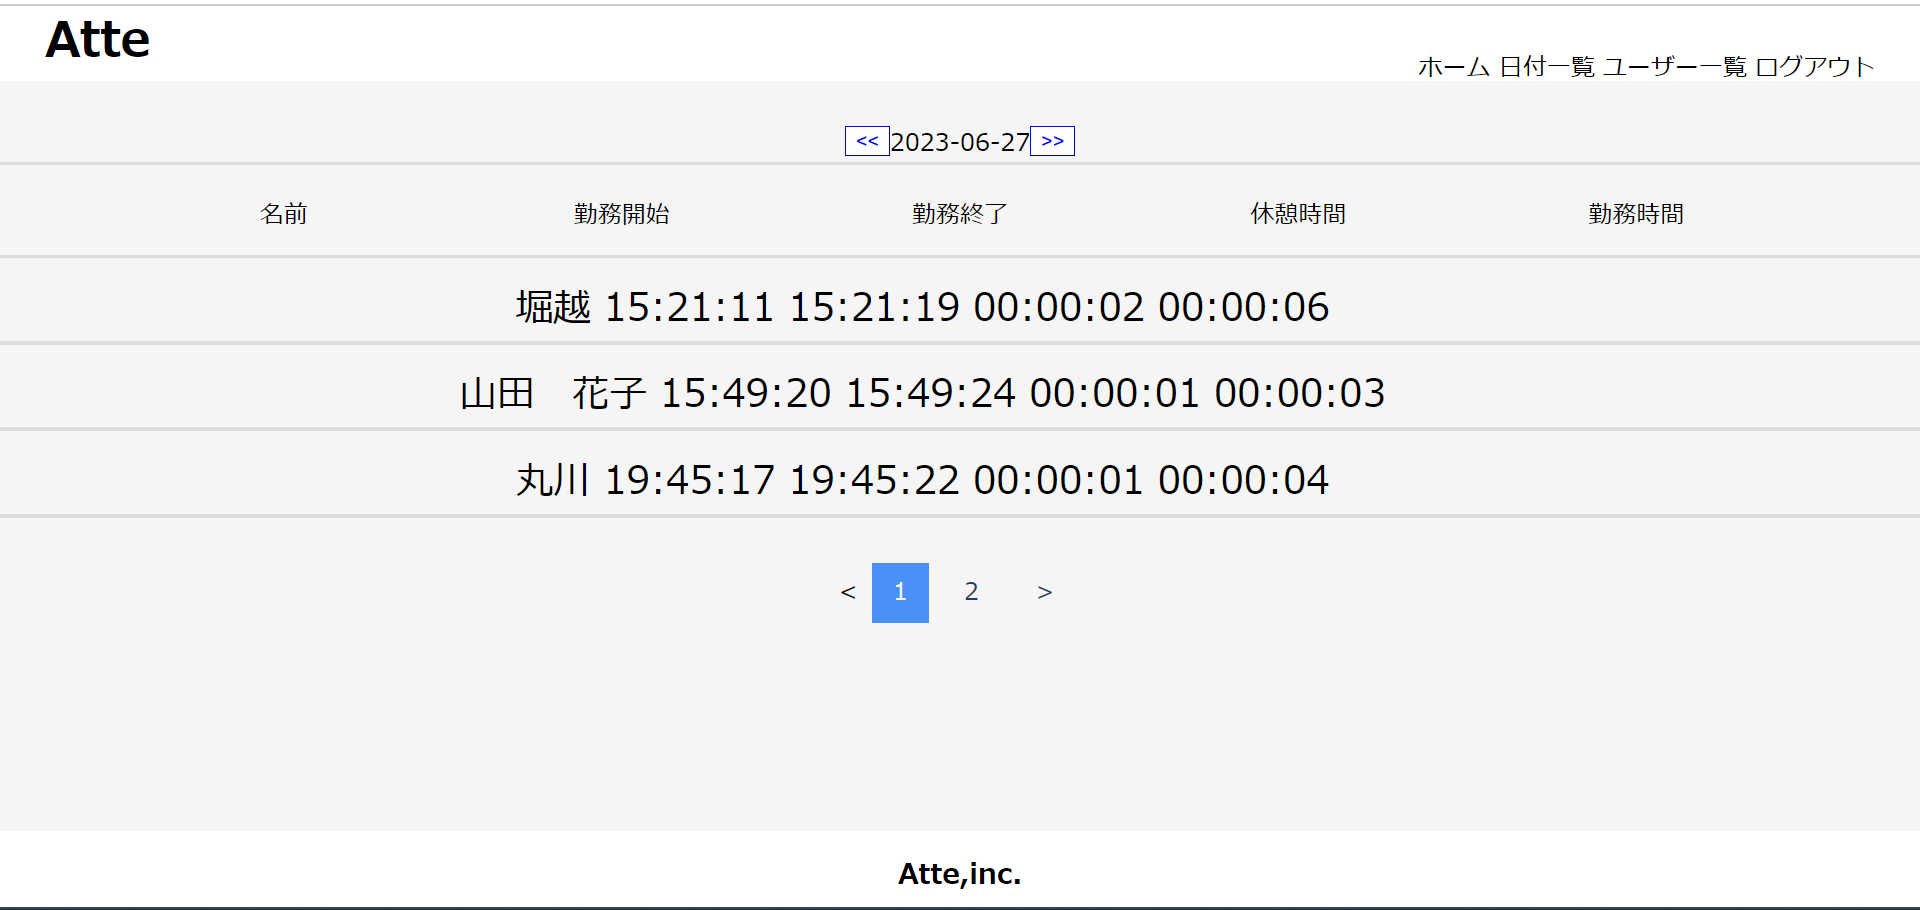 Atte
ホーム 日付一覧 ユーザー一覧 ログアウト
<< 2023-06-27 >>
名前 勤務開始 勤務終了 休憩時間 勤務時間
堀越 15:21:11 15:21:19 00:00:02 00:00:06
山田　花子 15:49:20 15:49:24 00:00:01 00:00:03
丸川 19:45:17 19:45:22 00:00:01 00:00:04
< 1 2 >
Atte,inc.